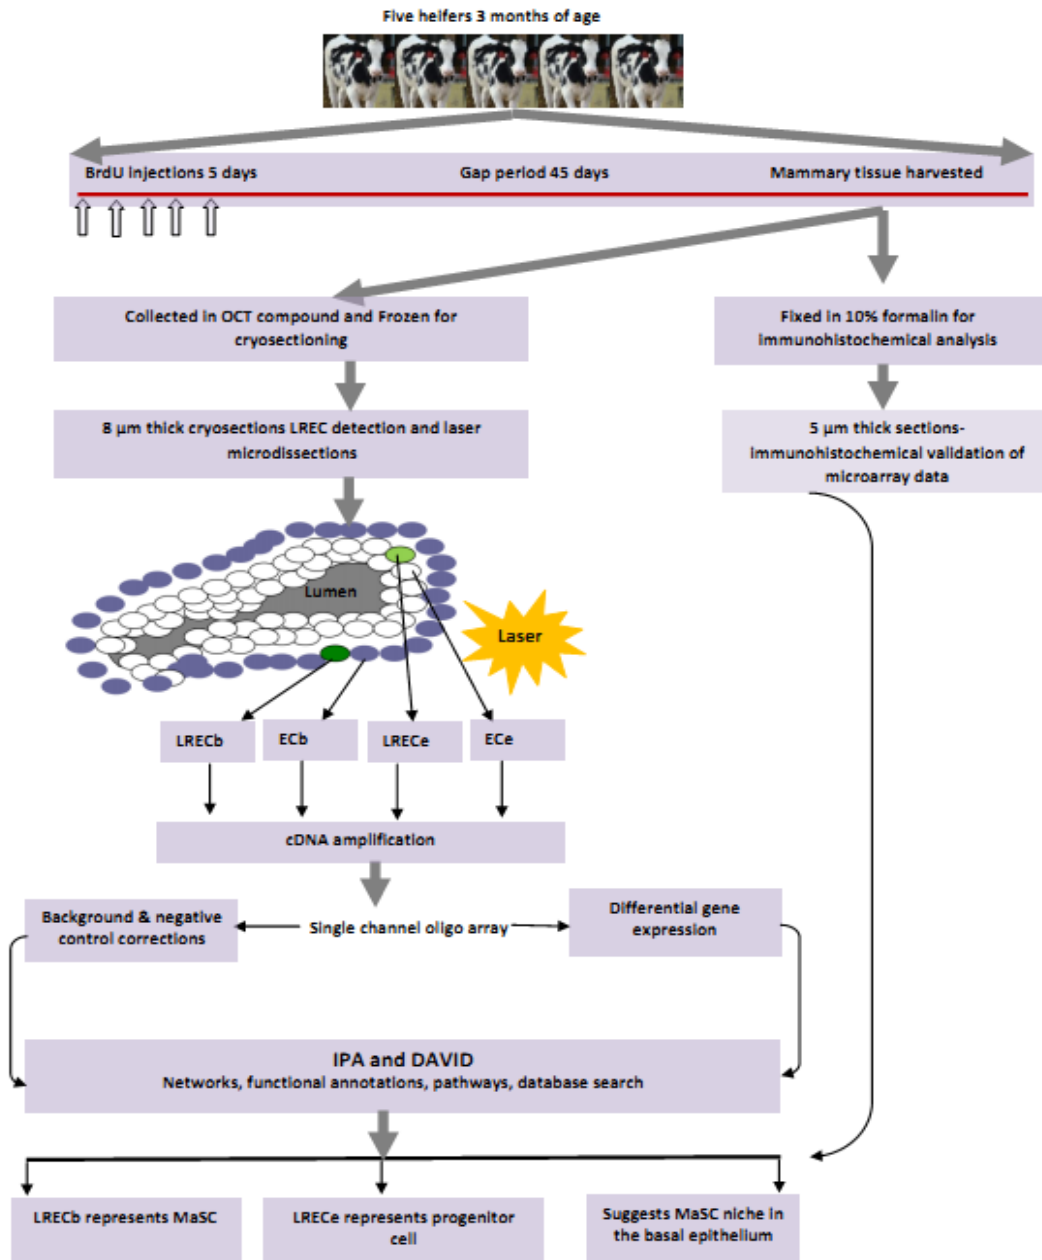 Five heifers 3 months of age
BrdU injections 5 days
Gap period 45 days
Mammary tissue harvested
Collected in OCT compound and Frozen for
cryosectioning
Fixed in 10% formalin for
immunohistochemical analysis
8 µm thick cryosections LREC detection and laser
microdissections
5 µm thick sections-
immunohistochemical validation of
microarray data
Lumen
Laser
LRECb
ECb
LRECe
ECe
cDNA amplification
Background & negative
control corrections
Single channel oligo array
Differential gene
expression
IPA and DAVID
Networks, functional annotations, pathways, database search
LRECb represents MaSC
LRECe represents progenitor
cell
Suggests MaSC niche in
the basal epithelium